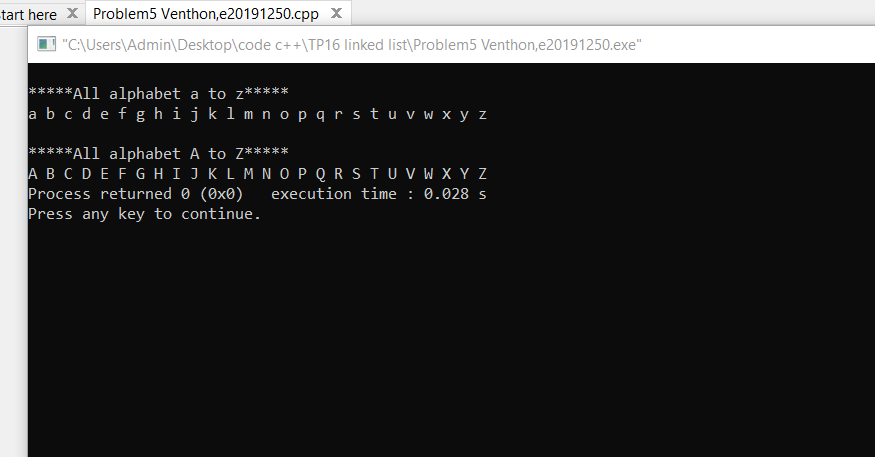 tart here X Problem5 Venthon,e20191250.cpp X
"C:\Users\Admin\Desktop\code c++\TP16 linked list\Problem5 Venthon,e20191250.exe"
*****All alphabet a to z*****
a b c d e f g h i j k l m n o p q r s t u v w x y z
*****All alphabet A to Z*****
A B C D E F G H I J K L M N O P Q R S T U V W X Y Z
Process returned 0 (0x0)   execution time : 0.028 s
Press any key to continue.